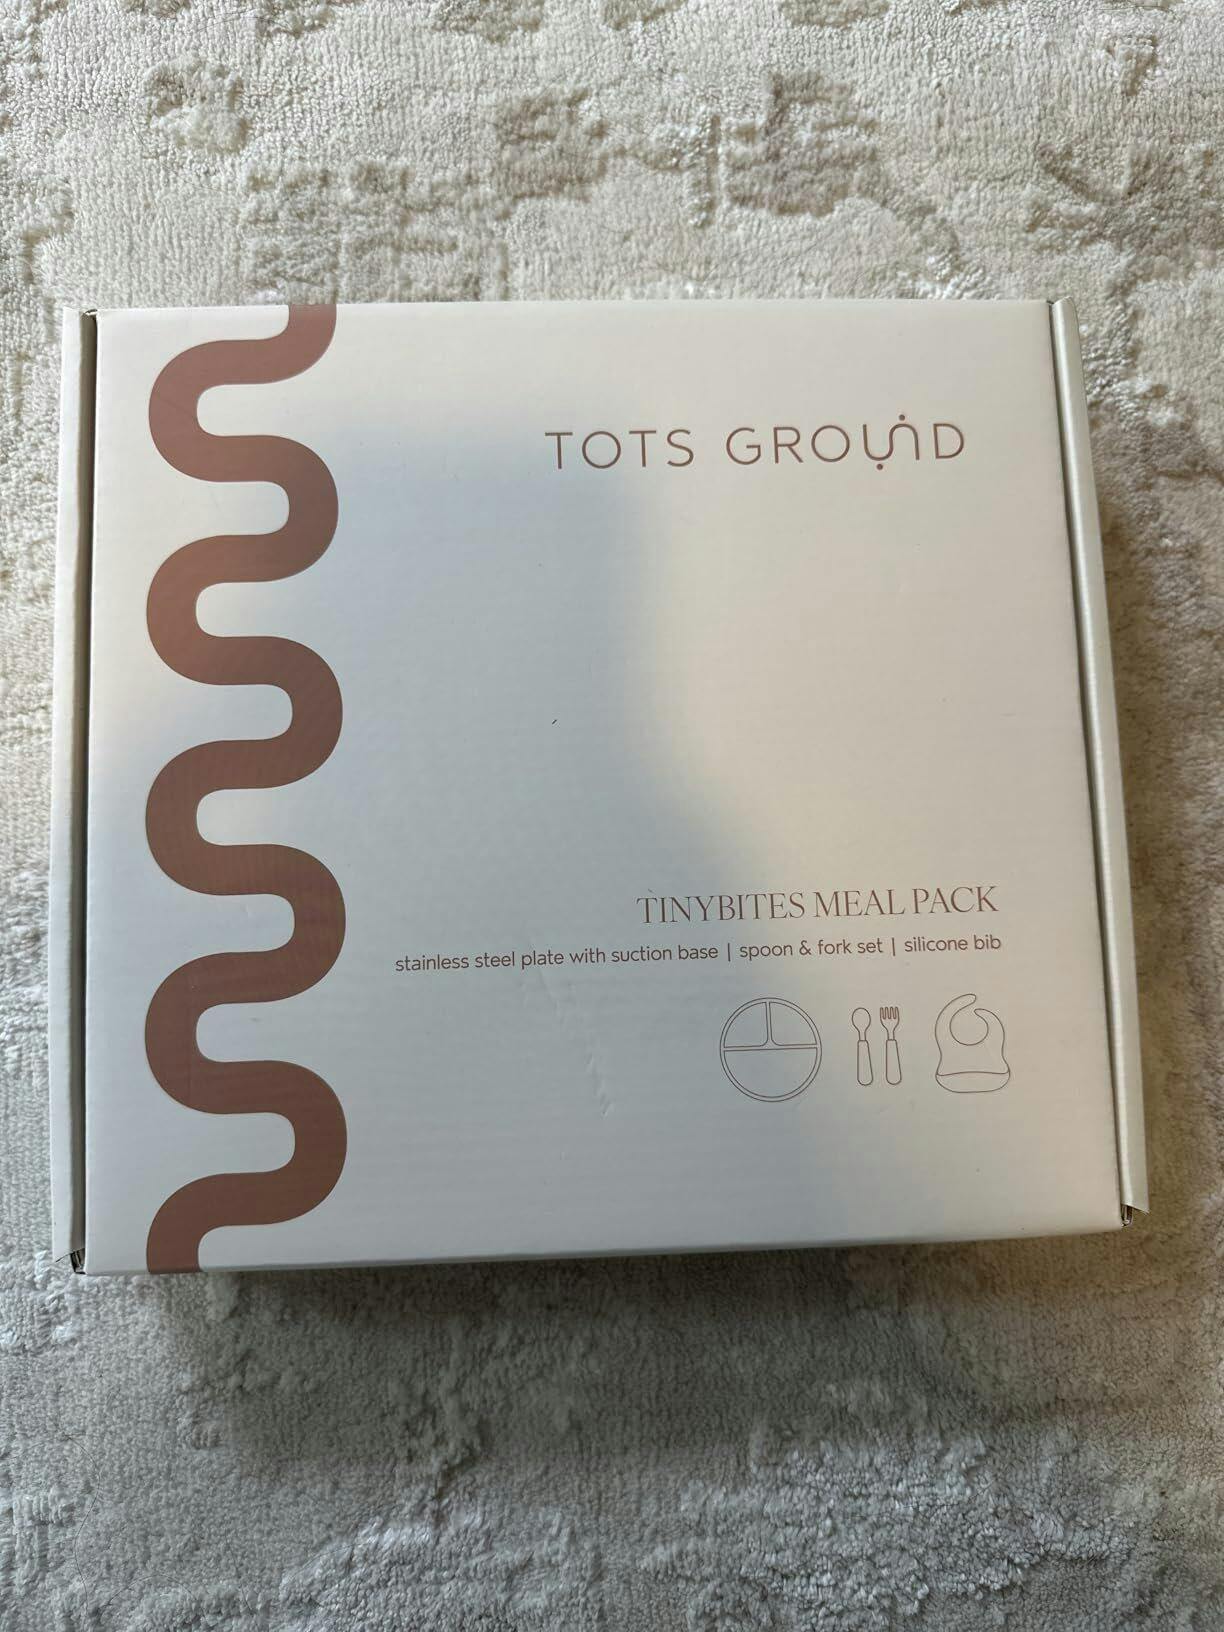 TOTS GROUND
TINYBITES MEAL PACK
stainless steel plate with suction base | spoon & fork set | silicone bib